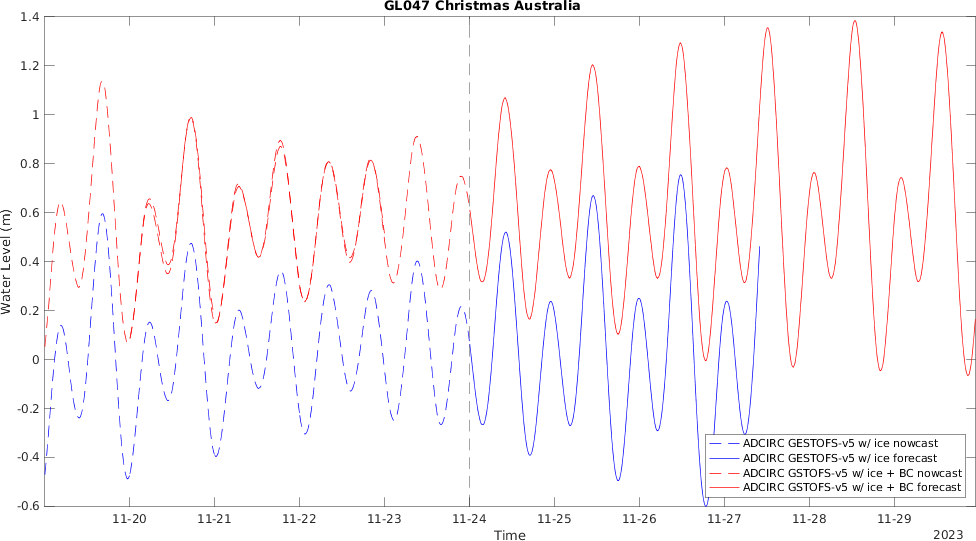 GL047 Christmas Australia
1.4
1.2
1
0.8
0.6
0.4
0.2
0
-0.2
-0.4
-0.6
Water Level (m)
11-20 11-21 11-22 11-23 11-24 11-25 11-26 11-27 11-28 11-29
Time
2023
ADCIRC GESTOFS-v5 w/ ice nowcast
ADCIRC GESTOFS-v5 w/ ice forecast
ADCIRC GSTOFS-v5 w/ ice + BC nowcast
ADCIRC GSTOFS-v5 w/ ice + BC forecast